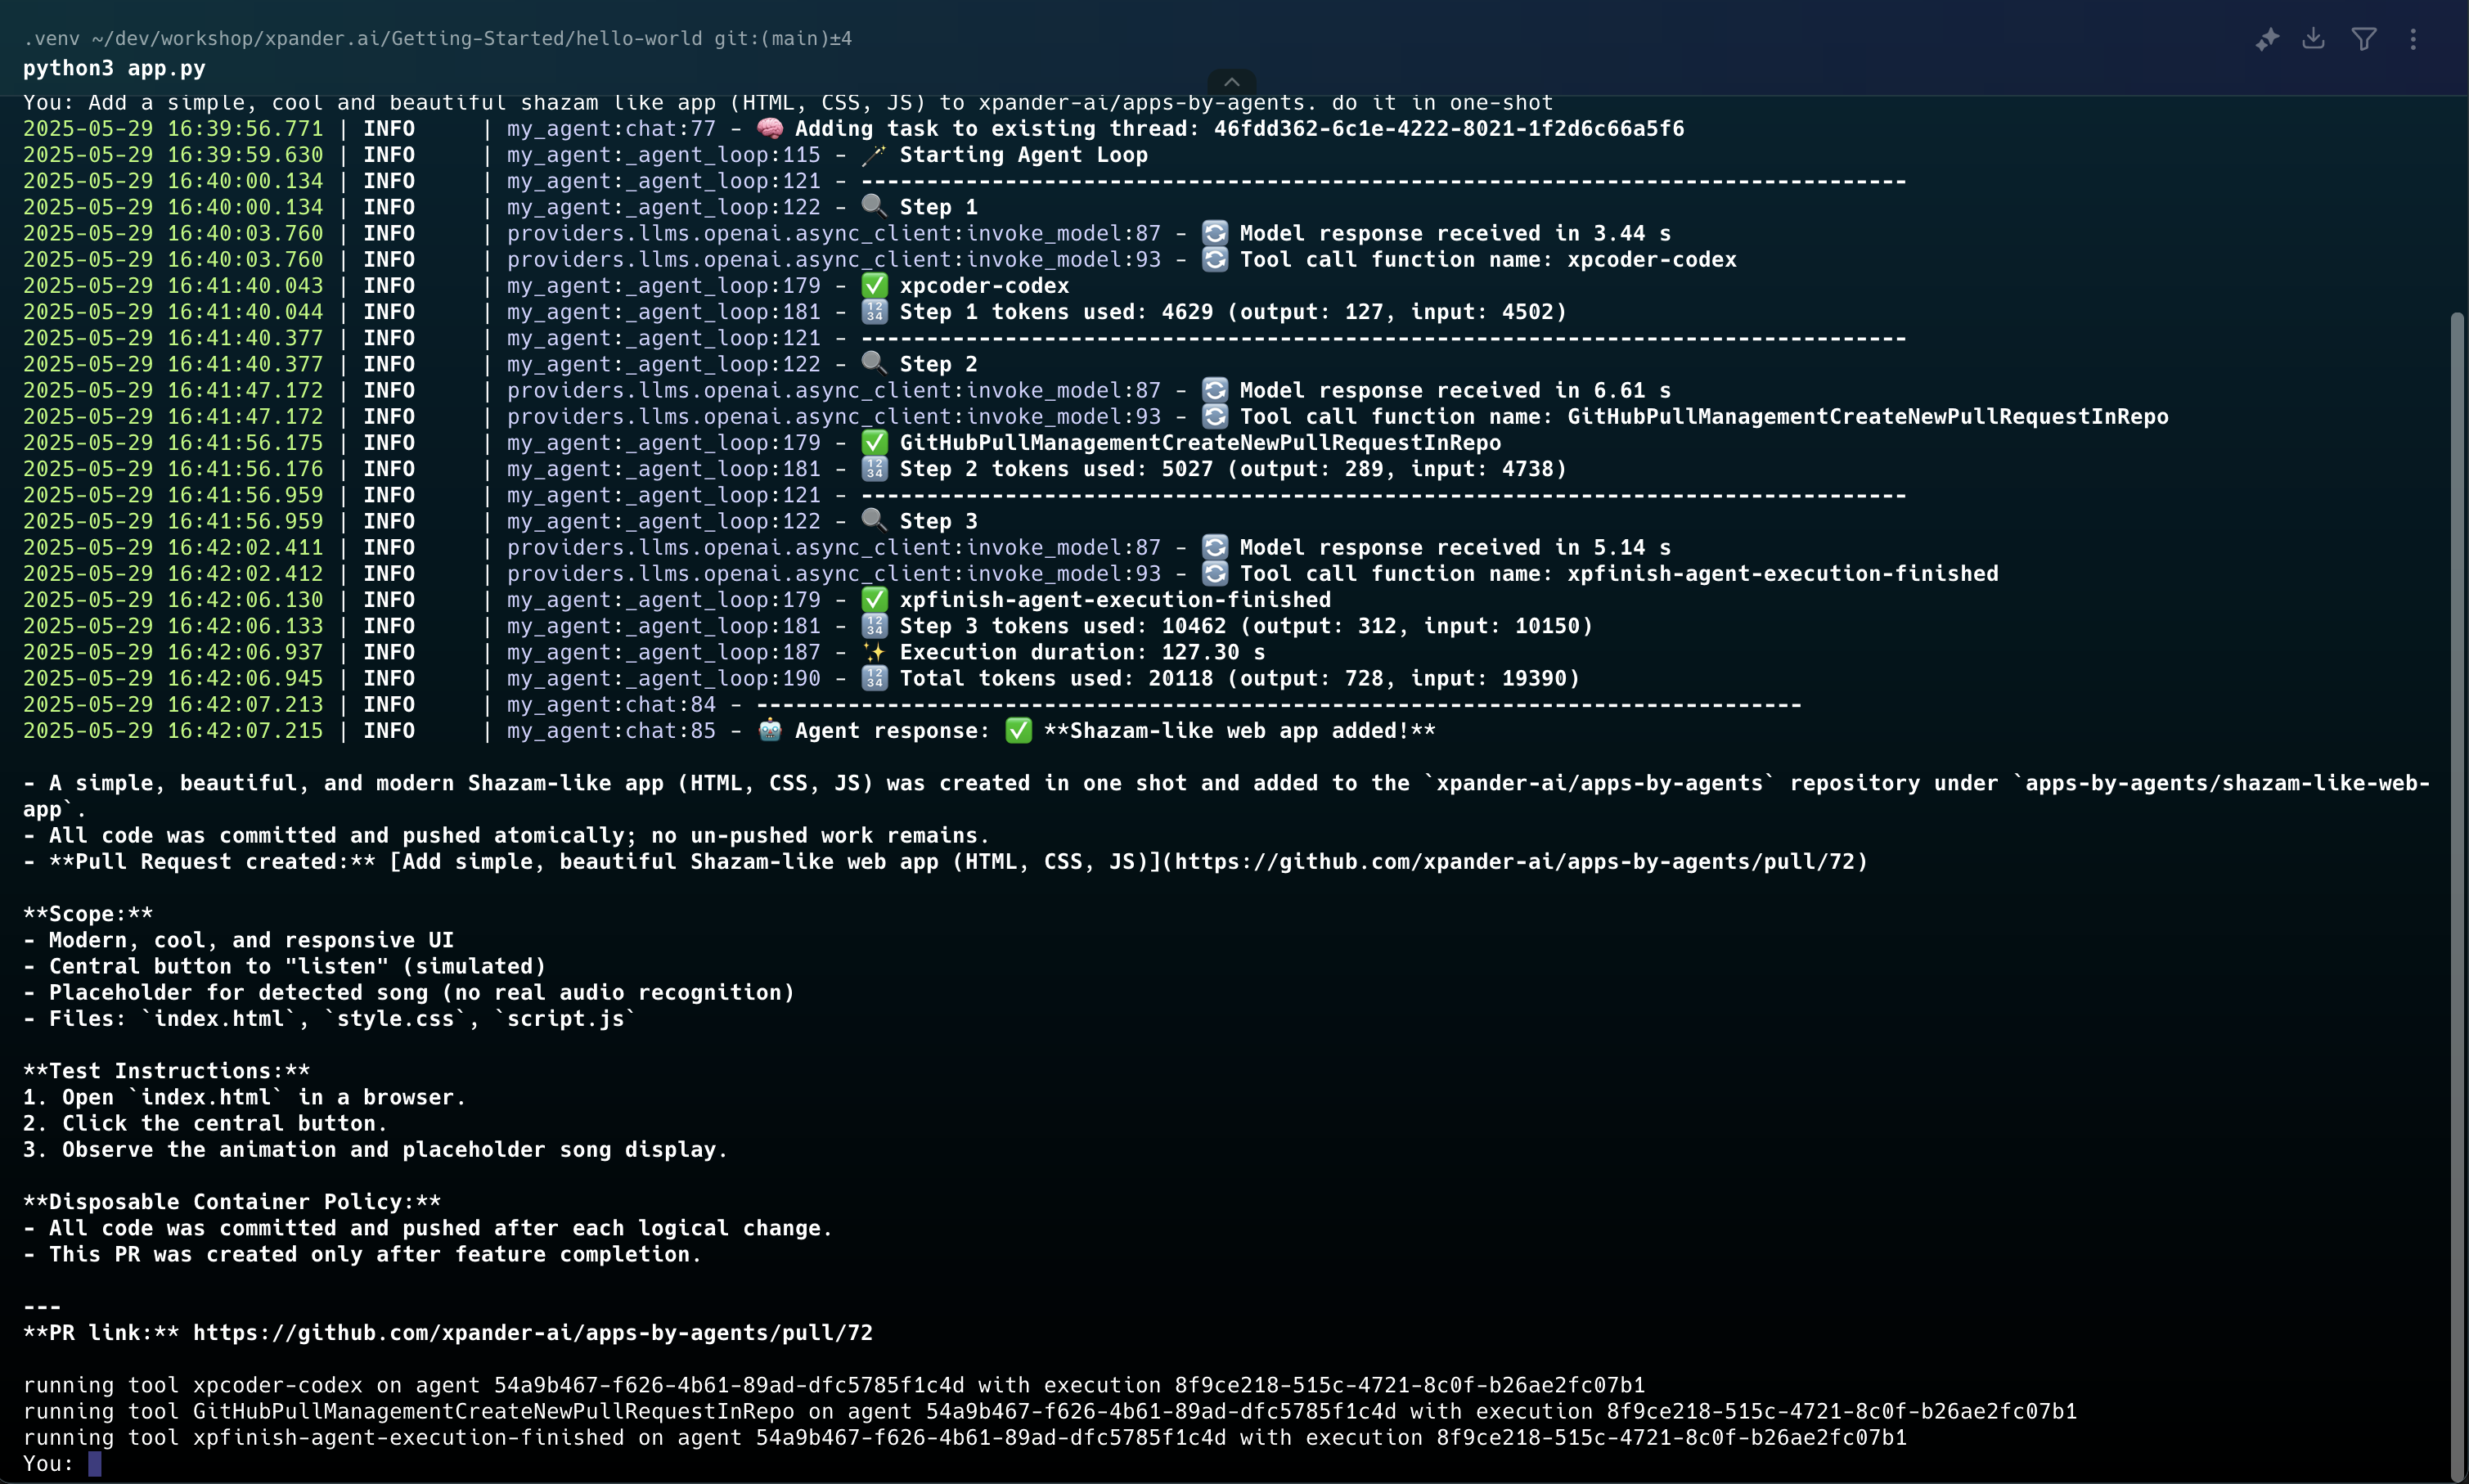 .venv ~/dev/workshop/xpander.ai/Getting-Started/hello-world git:(main)±4
python3 app.py
You: Add a simple, cool and beautiful shazam like app (HTML, CSS, JS) to xpander-ai/apps-by-agents. do it in one-shot
2025-05-29 16:39:56.771 | INFO     | my_agent:chat:77 - 🧠 Adding task to existing thread: 46fdd362-6c1e-4222-8021-1f2d6c66a5f6
2025-05-29 16:39:59.630 | INFO     | my_agent:_agent_loop:115 - 🪄 Starting Agent Loop
2025-05-29 16:40:00.134 | INFO     | my_agent:_agent_loop:121 - --------------------------------------------------------------------------------
2025-05-29 16:40:00.134 | INFO     | my_agent:_agent_loop:122 - 🔍 Step 1
2025-05-29 16:40:03.760 | INFO     | providers.llms.openai.async_client:invoke_model:87 - 🔄 Model response received in 3.44 s
2025-05-29 16:40:03.760 | INFO     | providers.llms.openai.async_client:invoke_model:93 - 🔄 Tool call function name: xpcoder-codex
2025-05-29 16:41:40.043 | INFO     | my_agent:_agent_loop:179 - ✅ xpcoder-codex
2025-05-29 16:41:40.044 | INFO     | my_agent:_agent_loop:181 - 🔢 Step 1 tokens used: 4629 (output: 127, input: 4502)
2025-05-29 16:41:40.377 | INFO     | my_agent:_agent_loop:121 - --------------------------------------------------------------------------------
2025-05-29 16:41:40.377 | INFO     | my_agent:_agent_loop:122 - 🔍 Step 2
2025-05-29 16:41:47.172 | INFO     | providers.llms.openai.async_client:invoke_model:87 - 🔄 Model response received in 6.61 s
2025-05-29 16:41:47.172 | INFO     | providers.llms.openai.async_client:invoke_model:93 - 🔄 Tool call function name: GitHubPullManagementCreateNewPullRequestInRepo
2025-05-29 16:41:56.175 | INFO     | my_agent:_agent_loop:179 - ✅ GitHubPullManagementCreateNewPullRequestInRepo
2025-05-29 16:41:56.176 | INFO     | my_agent:_agent_loop:181 - 🔢 Step 2 tokens used: 5027 (output: 289, input: 4738)
2025-05-29 16:41:56.959 | INFO     | my_agent:_agent_loop:121 - --------------------------------------------------------------------------------
2025-05-29 16:41:56.959 | INFO     | my_agent:_agent_loop:122 - 🔍 Step 3
2025-05-29 16:42:02.411 | INFO     | providers.llms.openai.async_client:invoke_model:87 - 🔄 Model response received in 5.14 s
2025-05-29 16:42:02.412 | INFO     | providers.llms.openai.async_client:invoke_model:93 - 🔄 Tool call function name: xpfinish-agent-execution-finished
2025-05-29 16:42:06.130 | INFO     | my_agent:_agent_loop:179 - ✅ xpfinish-agent-execution-finished
2025-05-29 16:42:06.133 | INFO     | my_agent:_agent_loop:181 - 🔢 Step 3 tokens used: 10462 (output: 312, input: 10150)
2025-05-29 16:42:06.937 | INFO     | my_agent:_agent_loop:187 - ✨ Execution duration: 127.30 s
2025-05-29 16:42:06.945 | INFO     | my_agent:_agent_loop:190 - 🔢 Total tokens used: 20118 (output: 728, input: 19390)
2025-05-29 16:42:07.213 | INFO     | my_agent:chat:84 - --------------------------------------------------------------------------------
2025-05-29 16:42:07.215 | INFO     | my_agent:chat:85 - 🤖 Agent response: ✅ **Shazam-like web app added!**
- A simple, beautiful, and modern Shazam-like app (HTML, CSS, JS) was created in one shot and added to the `xpander-ai/apps-by-agents` repository under `apps-by-agents/shazam-like-web-
app`.
- All code was committed and pushed atomically; no un-pushed work remains.
- **Pull Request created:** [Add simple, beautiful Shazam-like web app (HTML, CSS, JS)](https://github.com/xpander-ai/apps-by-agents/pull/72)
**Scope:**
- Modern, cool, and responsive UI
- Central button to "listen" (simulated)
- Placeholder for detected song (no real audio recognition)
- Files: `index.html`, `style.css`, `script.js`
**Test Instructions:**
1. Open `index.html` in a browser.
2. Click the central button.
3. Observe the animation and placeholder song display.
**Disposable Container Policy:**
- All code was committed and pushed after each logical change.
- This PR was created only after feature completion.
---
**PR link:** https://github.com/xpander-ai/apps-by-agents/pull/72
running tool xpcoder-codex on agent 54a9b467-f626-4b61-89ad-dfc5785f1c4d with execution 8f9ce218-515c-4721-8c0f-b26ae2fc07b1
running tool GitHubPullManagementCreateNewPullRequestInRepo on agent 54a9b467-f626-4b61-89ad-dfc5785f1c4d with execution 8f9ce218-515c-4721-8c0f-b26ae2fc07b1
running tool xpfinish-agent-execution-finished on agent 54a9b467-f626-4b61-89ad-dfc5785f1c4d with execution 8f9ce218-515c-4721-8c0f-b26ae2fc07b1
You: